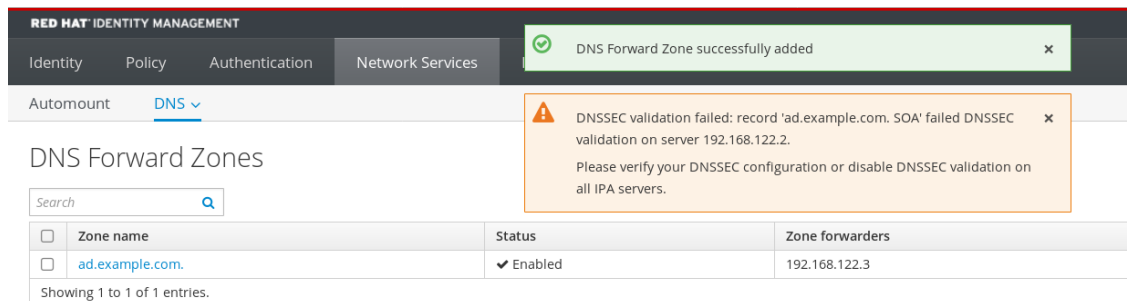 RED HAT® IDENTITY MANAGEMENT
DNS Forward Zone successfully added
Identity Policy Authentication Network Services
Automount DNS
DNSSEC validation failed: record 'ad.example.com. SOA' failed DNSSEC
validation on server 192.168.122.2.
Please verify your DNSSEC configuration or disable DNSSEC validation on
all IPA servers.
DNS Forward Zones
Search
Zone name Status Zone forwarders
ad.example.com. Enabled 192.168.122.3
Showing 1 to 1 of 1 entries.